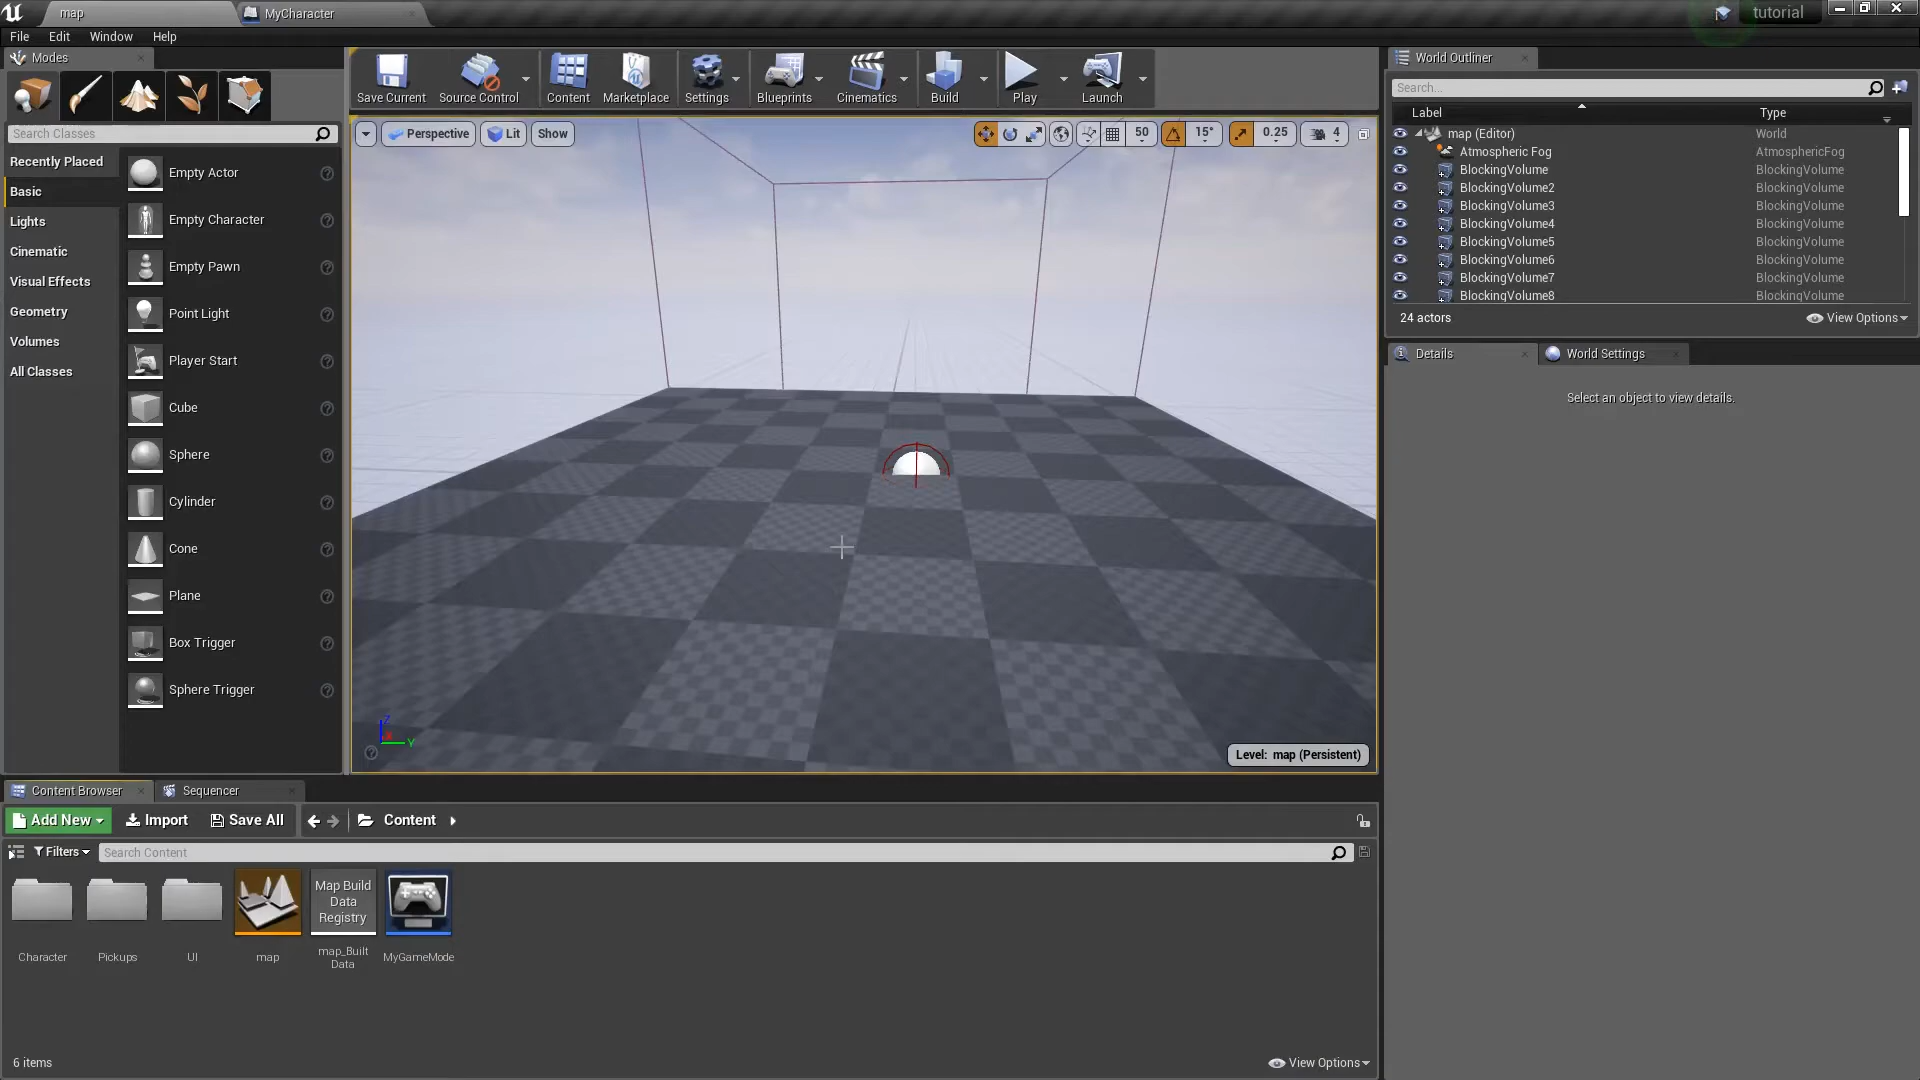 map
MyCharacter
tutorial
File Edit Window Help
Modes
Search Classes
Recently Placed
Basic
Lights
Cinematic
Visual Effects
Geometry
Volumes
All Classes
Empty Actor
Empty Character
Empty Pawn
Point Light
Player Start
Cube
Sphere
Cylinder
Cone
Plane
Box Trigger
Sphere Trigger
Save Current
Source Control
Content
Marketplace
Settings
Blueprints
Cinematics
Build
Play
Launch
Perspective
Lit
Show
50
15°
0.25
4
Z
Y
Level: map (Persistent)
World Outliner
Search...
Label Type
map (Editor) World
Atmospheric Fog AtmosphericFog
BlockingVolume BlockingVolume
BlockingVolume2 BlockingVolume
BlockingVolume3 BlockingVolume
BlockingVolume4 BlockingVolume
BlockingVolume5 BlockingVolume
BlockingVolume6 BlockingVolume
BlockingVolume7 BlockingVolume
BlockingVolume8 BlockingVolume
24 actors
View Options
Details
World Settings
Select an object to view details.
Content Browser
Sequencer
Add New
Import
Save All
Content
Filters
Search Content
Character
Pickups
UI
map
Map Build
Data
Registry
map_Built
Data
MyGameMode
6 items
View Options